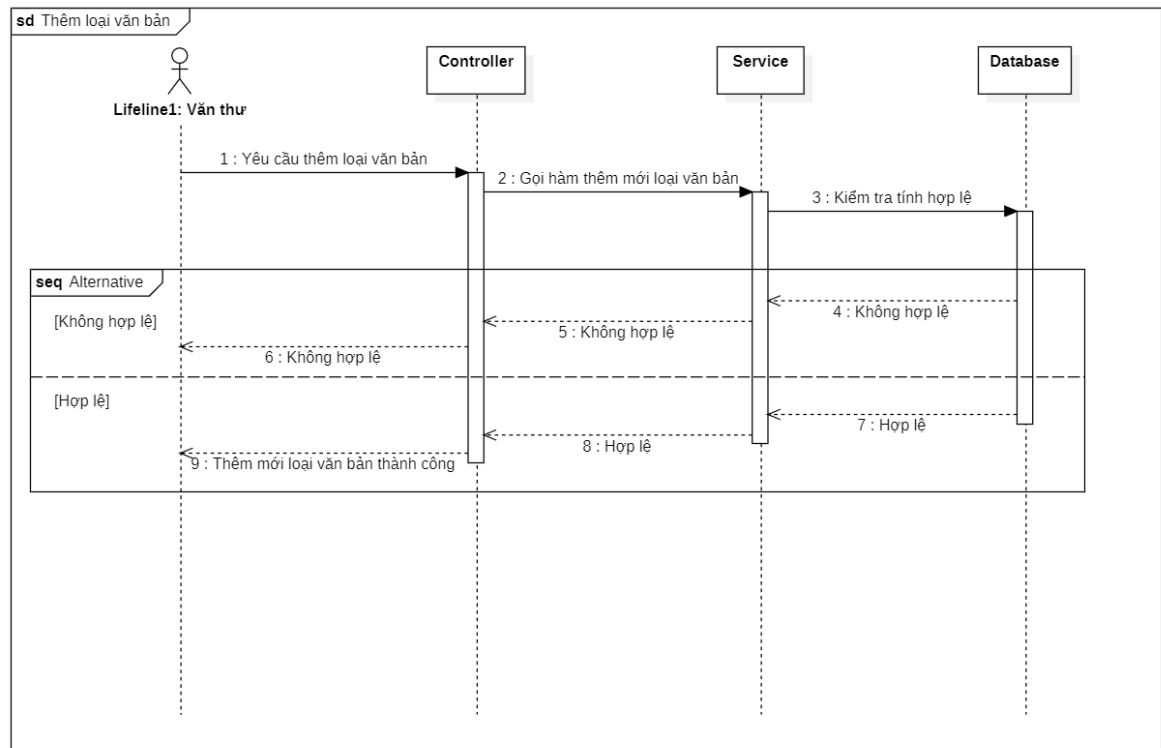 sd Thêm loại văn bản
Controller
Service
Database
Lifeline1: Văn thư
1 : Yêu cầu thêm loại văn bản
2 : Gọi hàm thêm mới loại văn bản
3 : Kiểm tra tính hợp lệ
seq Alternative
[Không hợp lệ]
4 : Không hợp lệ
5 : Không hợp lệ
6 : Không hợp lệ
[Hợp lệ]
7 : Hợp lệ
8 : Hợp lệ
9 : Thêm mới loại văn bản thành công